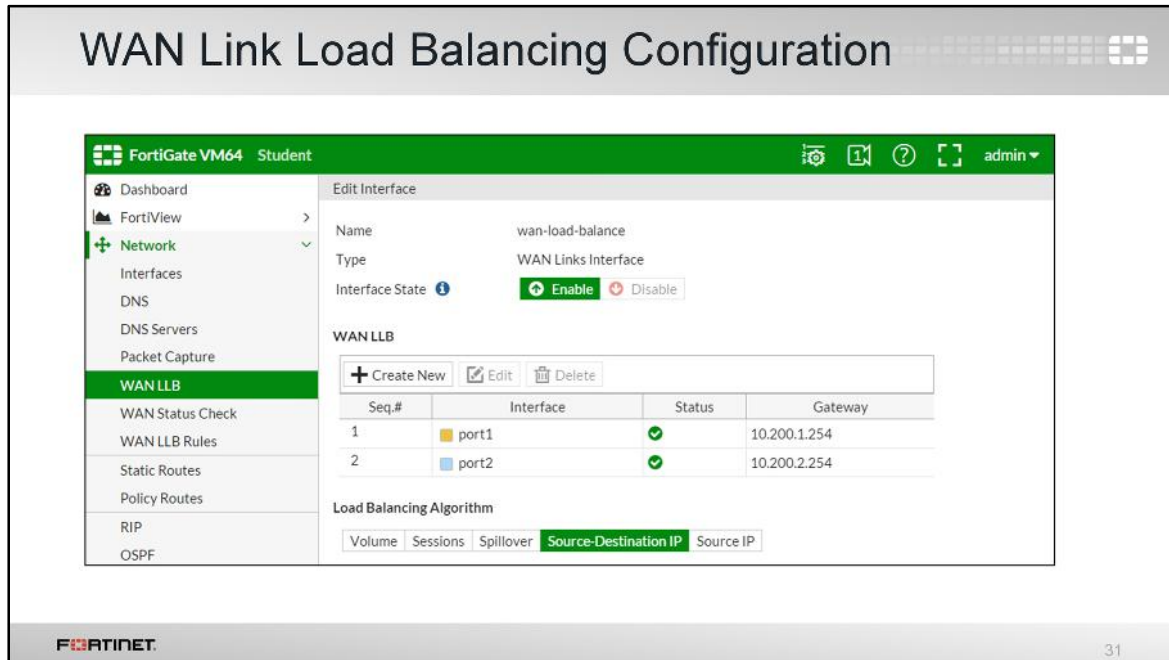 WAN Link Load Balancing Configuration
FortiGate VM64 Student
1
?
admin
Dashboard
Edit Interface
FortiView
Name wan-load-balance
Network
Type WAN Links Interface
Interfaces
Interface State i Enable Disable
DNS
DNS Servers
WAN LLB
Packet Capture
Create New Edit Delete
WAN LLB
Seq.# Interface Status Gateway
WAN Status Check
1 port1 10.200.1.254
WAN LLB Rules
2 port2 10.200.2.254
Static Routes
Policy Routes
Load Balancing Algorithm
RIP
Volume Sessions Spillover Source-Destination IP Source IP
OSPF
FORTINET.
31